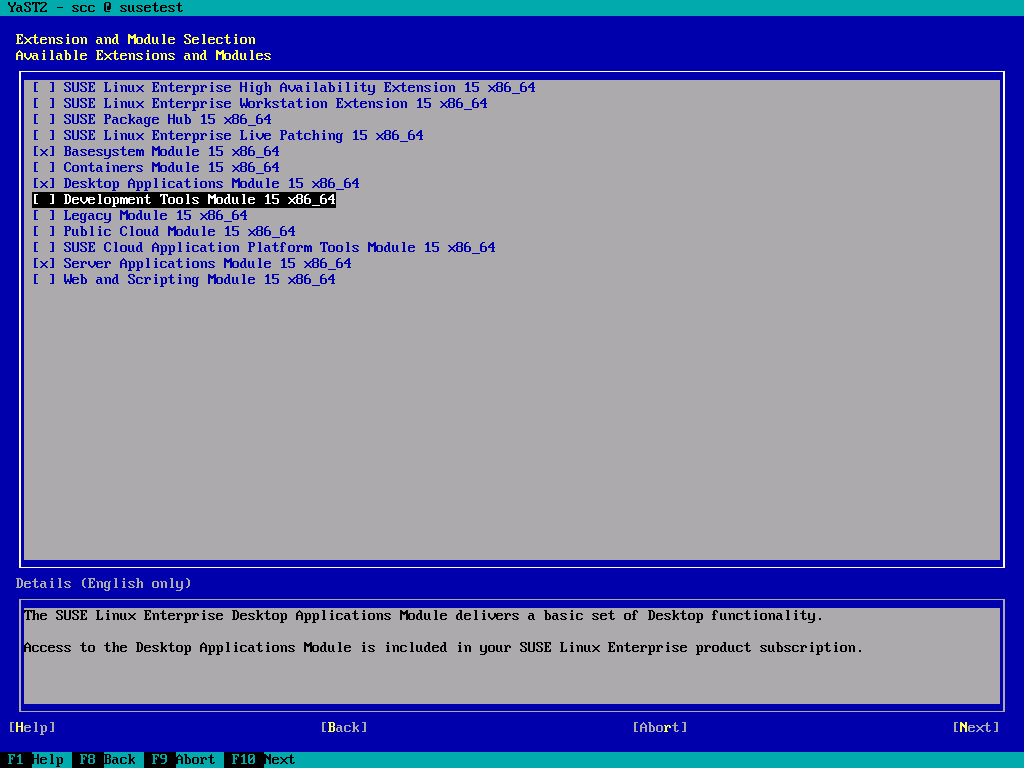 YaST2 - scc @ susetest
Extension and Module Selection
Available Extensions and Modules
[ ] SUSE Linux Enterprise High Availability Extension 15 x86_64
[ ] SUSE Linux Enterprise Workstation Extension 15 x86_64
[ ] SUSE Package Hub 15 x86_64
[ ] SUSE Linux Enterprise Live Patching 15 x86_64
[x] Basesystem Module 15 x86_64
[ ] Containers Module 15 x86_64
[x] Desktop Applications Module 15 x86_64
[ ] Development Tools Module 15 x86_64
[ ] Legacy Module 15 x86_64
[ ] Public Cloud Module 15 x86_64
[ ] SUSE Cloud Application Platform Tools Module 15 x86_64
[x] Server Applications Module 15 x86_64
[ ] Web and Scripting Module 15 x86_64
Details (English only)
The SUSE Linux Enterprise Desktop Applications Module delivers a basic set of Desktop functionality.
Access to the Desktop Applications Module is included in your SUSE Linux Enterprise product subscription.
[Help] [Back] [Abort] [Next]
F1 Help F8 Back F9 Abort F10 Next